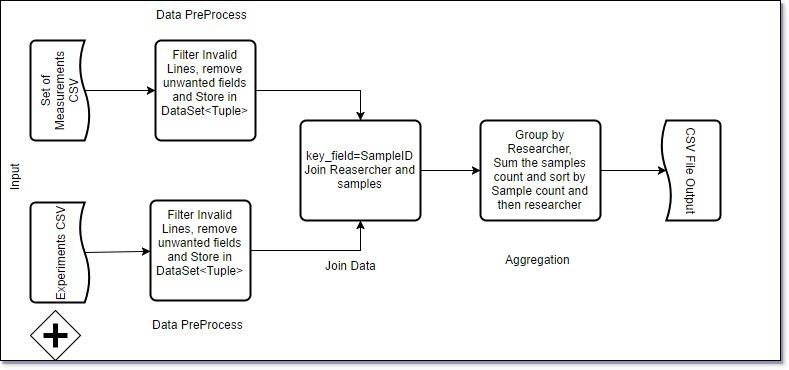 Data PreProcess
Set of
Measurements
CSV
Filter Invalid
Lines, remove
unwanted fields
and Store in
DataSet<Tuple>
Input
key_field=SampleID
Join Reasercher and
samples
Group by
Researcher,
Sum the samples
count and sort by
Sample count and
then researcher
CSV File Output
Experiments CSV
Filter Invalid
Lines, remove
unwanted fields
and Store in
DataSet<Tuple>
Join Data
Aggregation
Data PreProcess